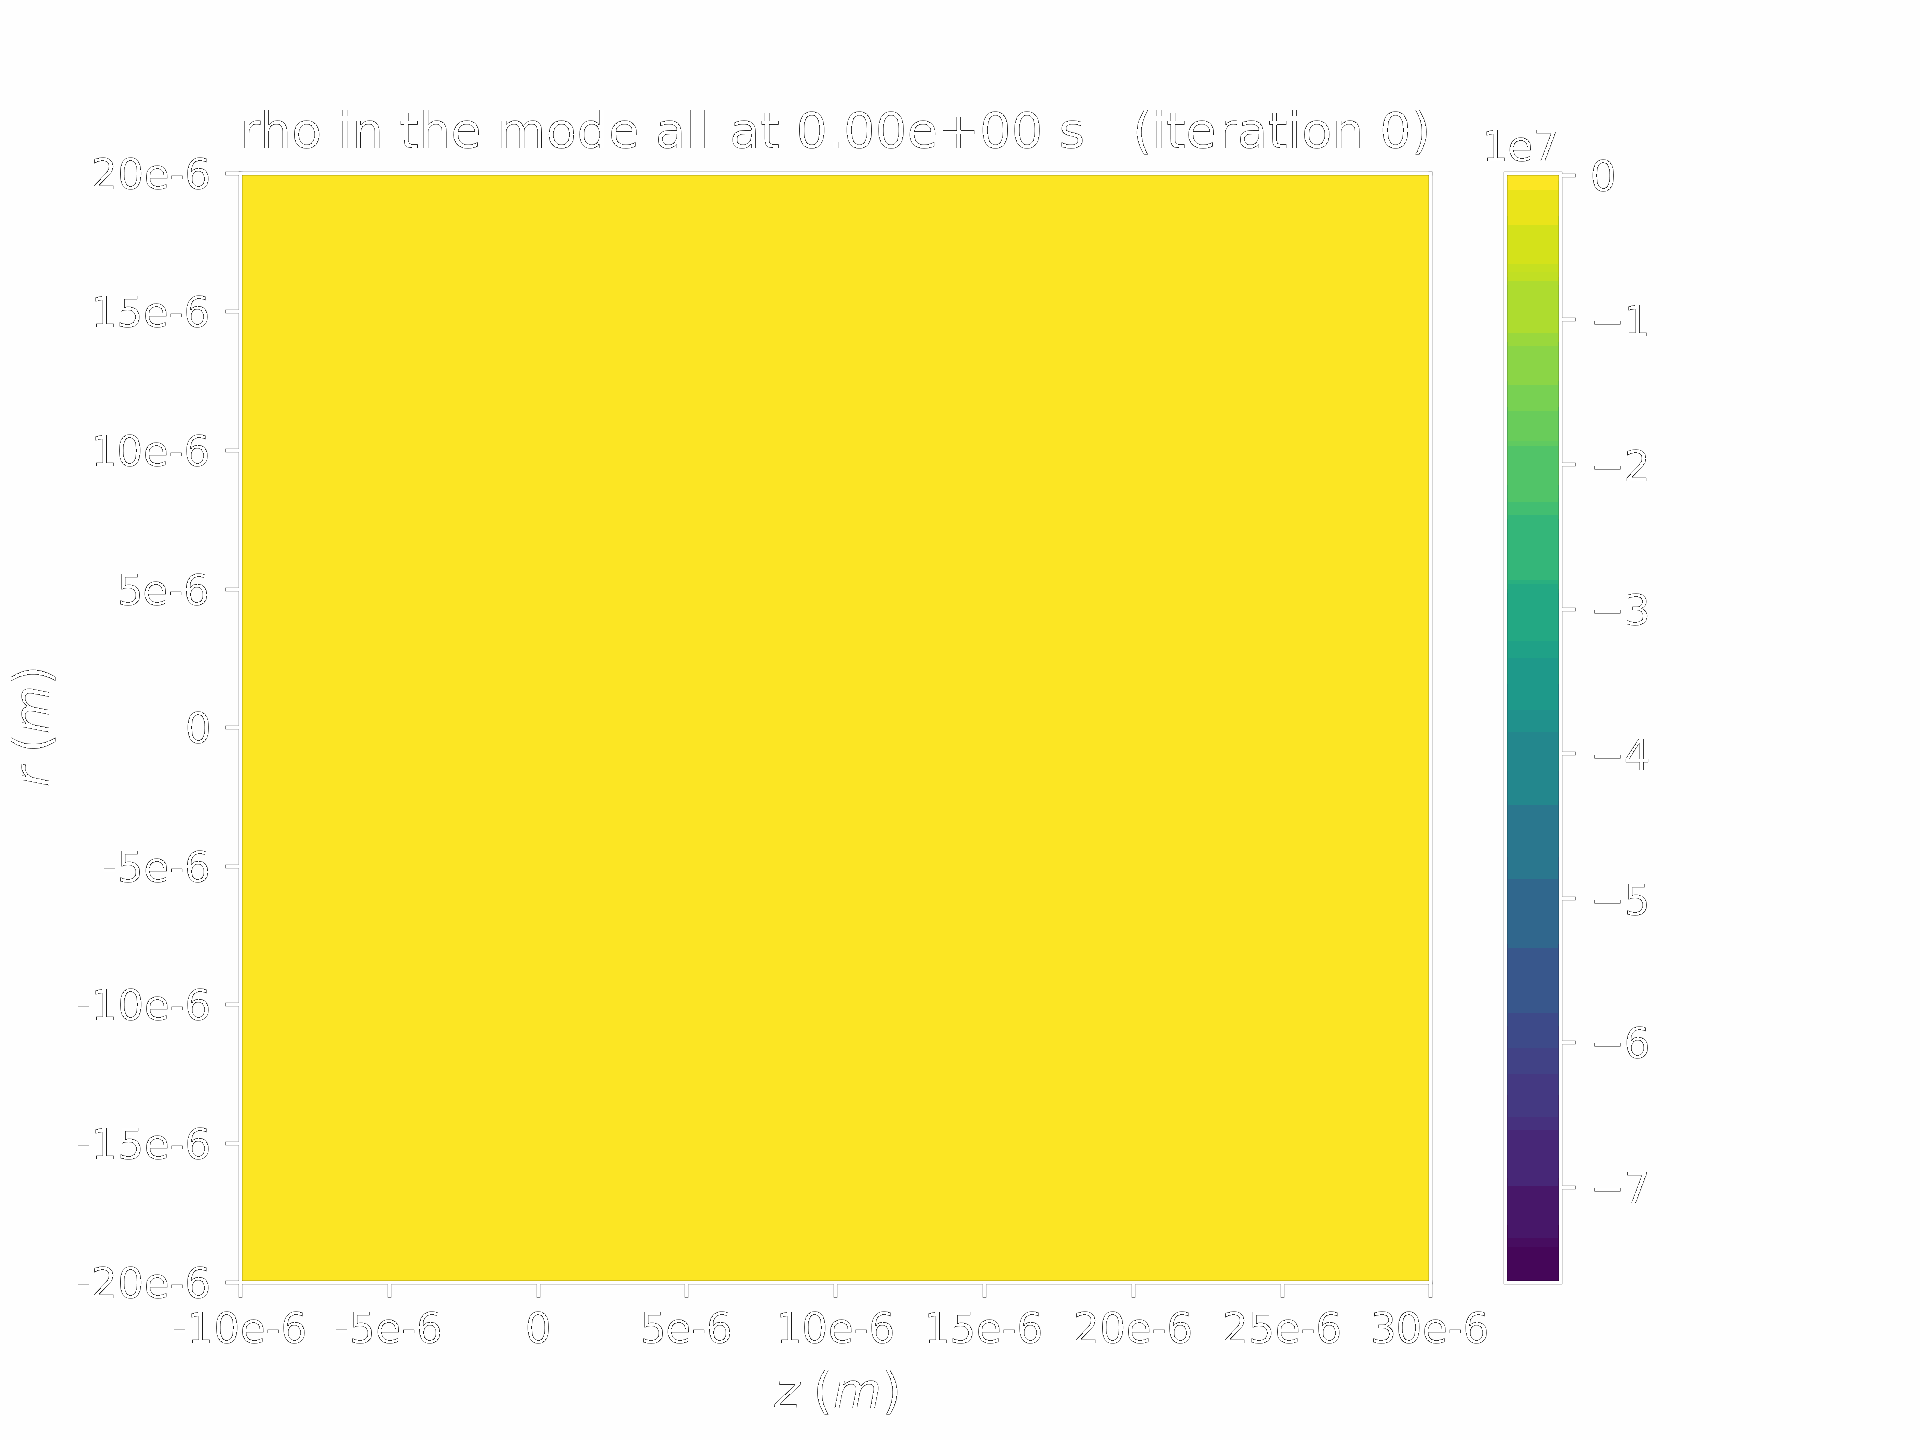 rho in the mode all at 0.00e+00 s (iteration 0)
1e7
20e-6
15e-6
10e-6
5e-6
0
-5e-6
-10e-6
-15e-6
-20e-6
r (m)
-10e-6 -5e-6 0 5e-6 10e-6 15e-6 20e-6 25e-6 30e-6
z (m)
0
−1
−2
−3
−4
−5
−6
−7